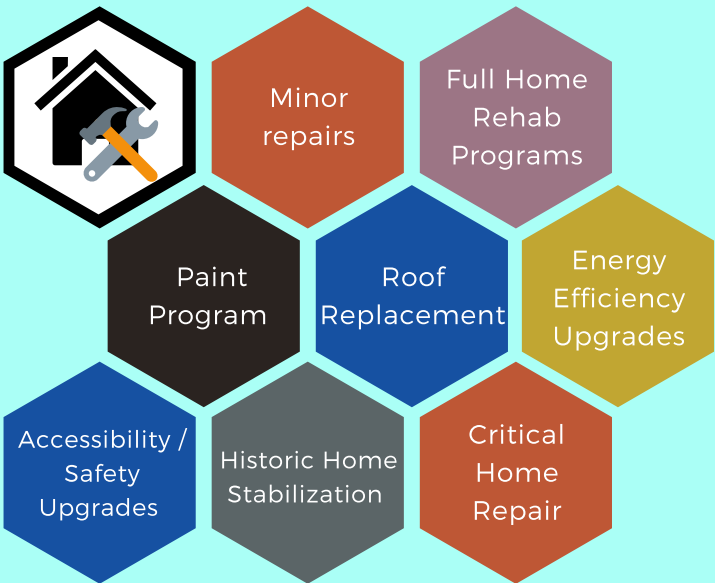 Minor
repairs
Full Home
Rehab
Programs
Paint
Program
Roof
Replacement
Energy
Efficiency
Upgrades
Accessibility /
Safety
Upgrades
Historic Home
Stabilization
Critical
Home
Repair